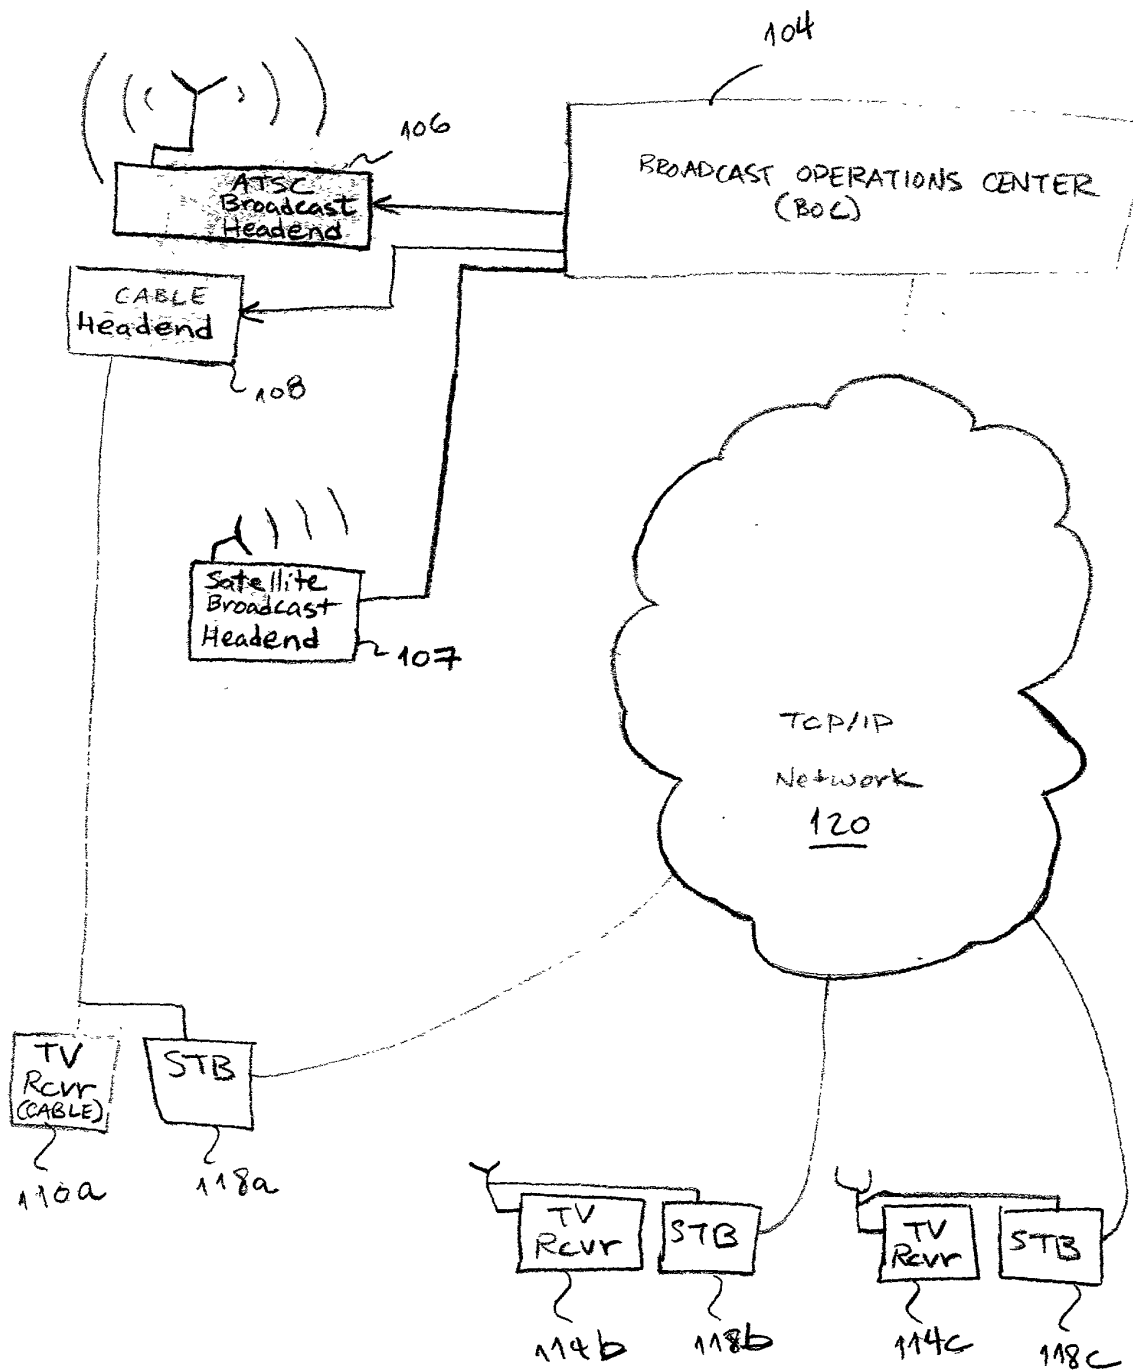 104
106
ATSC
Broadcast
Headend
BROADCAST OPERATIONS CENTER
(BOC)
CABLE
Headend
108
Satellite
Broadcast
Headend
107
TCP/IP
Network
120
TV
Rcvr
(CABLE)
STB
110a
118a
TV
Rcvr
STB
TV
Rcvr
STB
114b
118b
114c
118c